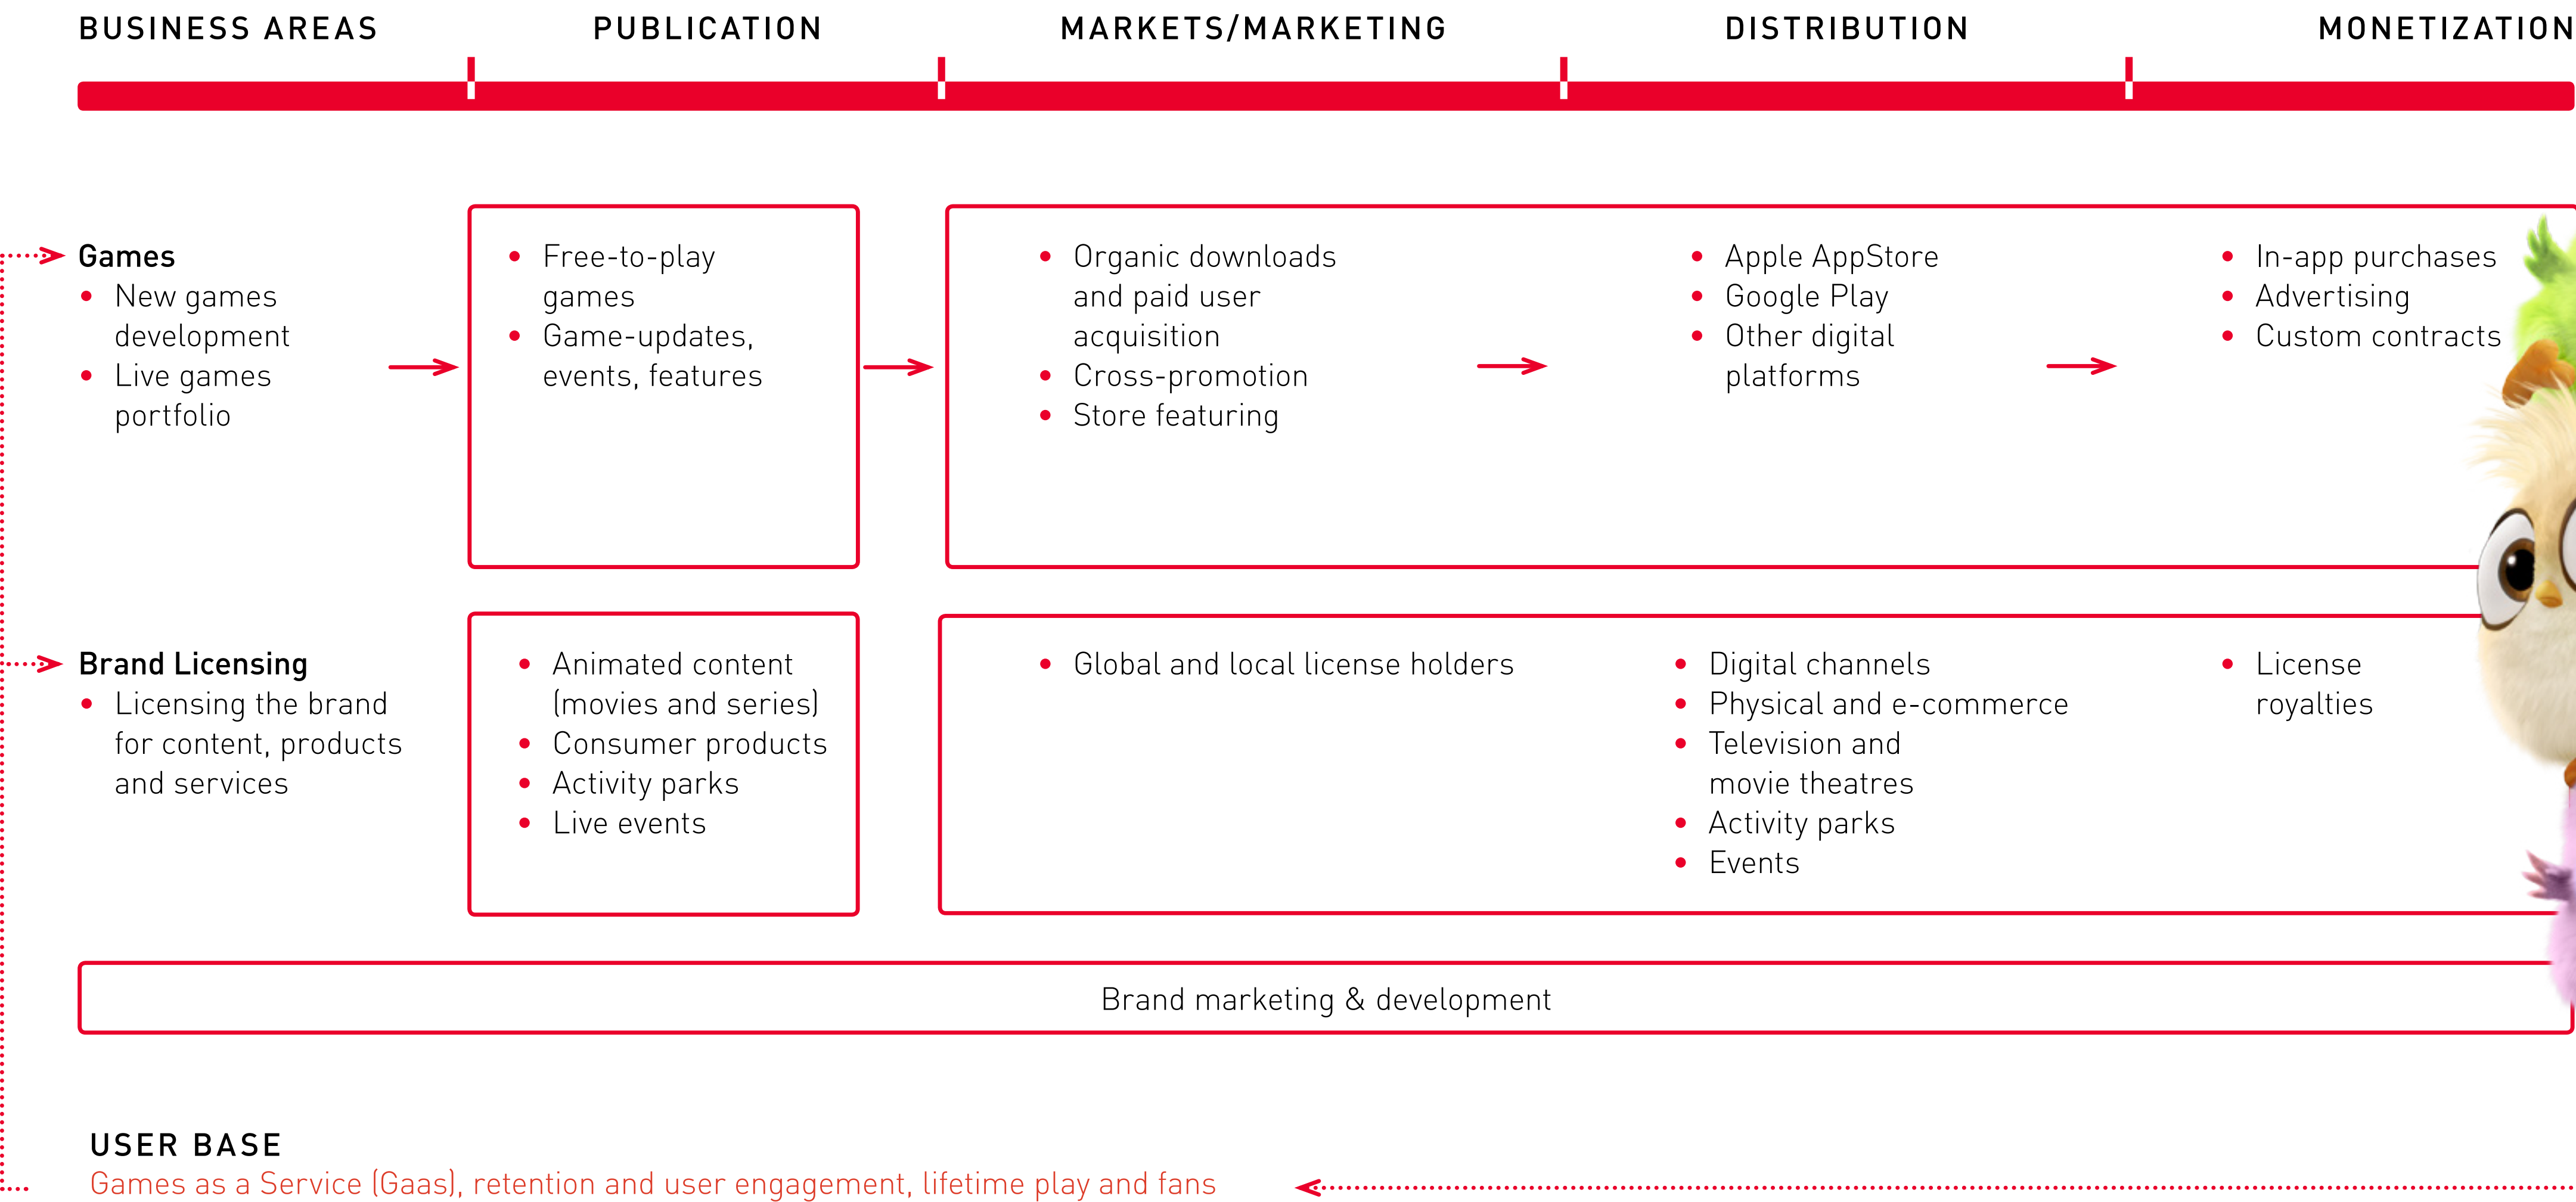 BUSINESS AREAS
PUBLICATION
MARKETS/MARKETING
DISTRIBUTION
MONETIZATION
Games
New games
development
Live games
portfolio
Free-to-play
games
Game-updates,
events, features
Organic downloads
and paid user
acquisition
Cross-promotion
Store featuring
Apple AppStore
Google Play
Other digital
platforms
In-app purchases
Advertising
Custom contracts
Brand Licensing
Licensing the brand
for content, products
and services
Animated content
(movies and series)
Consumer products
Activity parks
Live events
Global and local license holders
Digital channels
Physical and e-commerce
Television and
movie theatres
Activity parks
Events
License
royalties
Brand marketing & development
USER BASE
Games as a Service (Gaas), retention and user engagement, lifetime play and fans